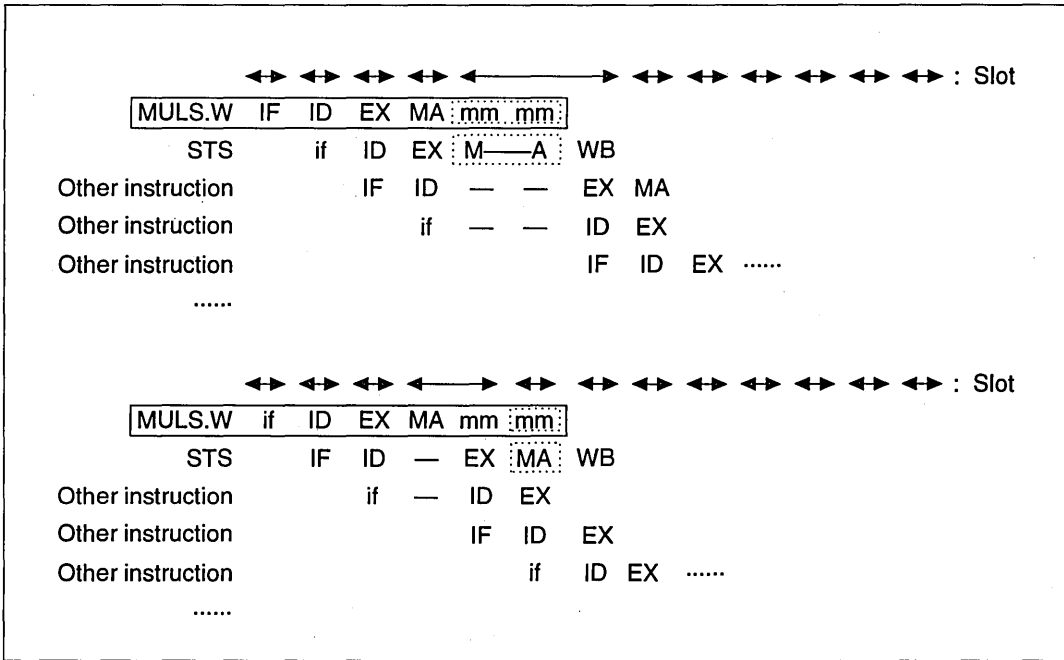 : Slot
MULS.W IF ID EX MA mm mm
STS if ID EX M——A WB
Other instruction IF ID — — EX MA
Other instruction if — — ID EX
Other instruction IF ID EX ······
······
: Slot
MULS.W if ID EX MA mm mm
STS IF ID — EX MA WB
Other instruction if — ID EX
Other instruction IF ID EX
Other instruction if ID EX ······
······